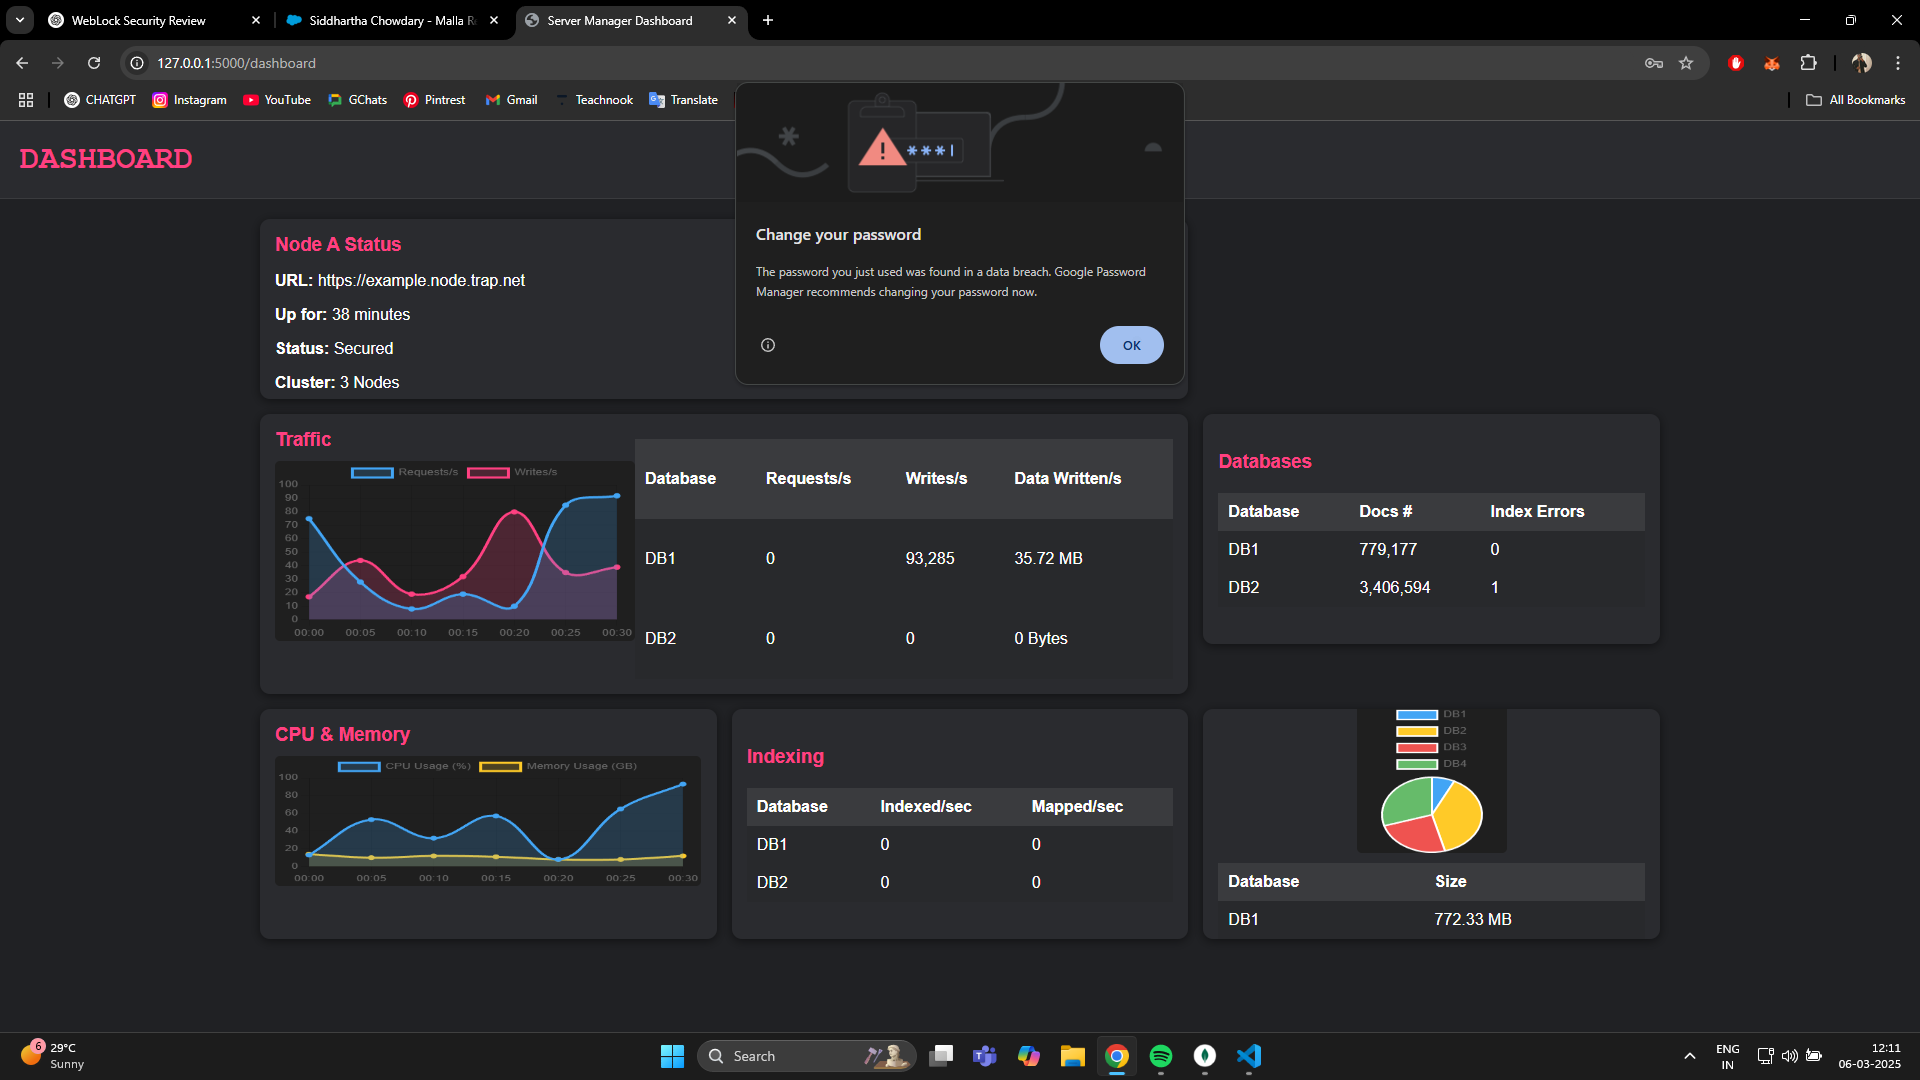 WebLock Security Review
Siddhartha Chowdary - Malla R
Server Manager Dashboard
127.0.0.1:5000/dashboard
CHATGPT
Instagram
YouTube
GChats
Pintrest
Gmail
Teachnook
Translate
All Bookmarks
DASHBOARD
***
Change your password
The password you just used was found in a data breach. Google Password
Manager recommends changing your password now.
OK
Node A Status
URL: https://example.node.trap.net
Up for: 38 minutes
Status: Secured
Cluster: 3 Nodes
Traffic
Requests/s Writes/s
100
90
80
70
60
50
40
30
20
10
0
00:00 00:05 00:10 00:15 00:20 00:25 00:30
Database Requests/s Writes/s Data Written/s
DB1 0 93,285 35.72 MB
DB2 0 0 0 Bytes
Databases
Database Docs # Index Errors
DB1 779,177 0
DB2 3,406,594 1
CPU & Memory
CPU Usage (%) Memory Usage (GB)
100
80
60
40
20
0
00:00 00:05 00:10 00:15 00:20 00:25 00:30
Indexing
Database Indexed/sec Mapped/sec
DB1 0 0
DB2 0 0
DB1
DB2
DB3
DB4
Database Size
DB1 772.33 MB
6
29°C
Sunny
Search
ENG
IN
12:11
06-03-2025